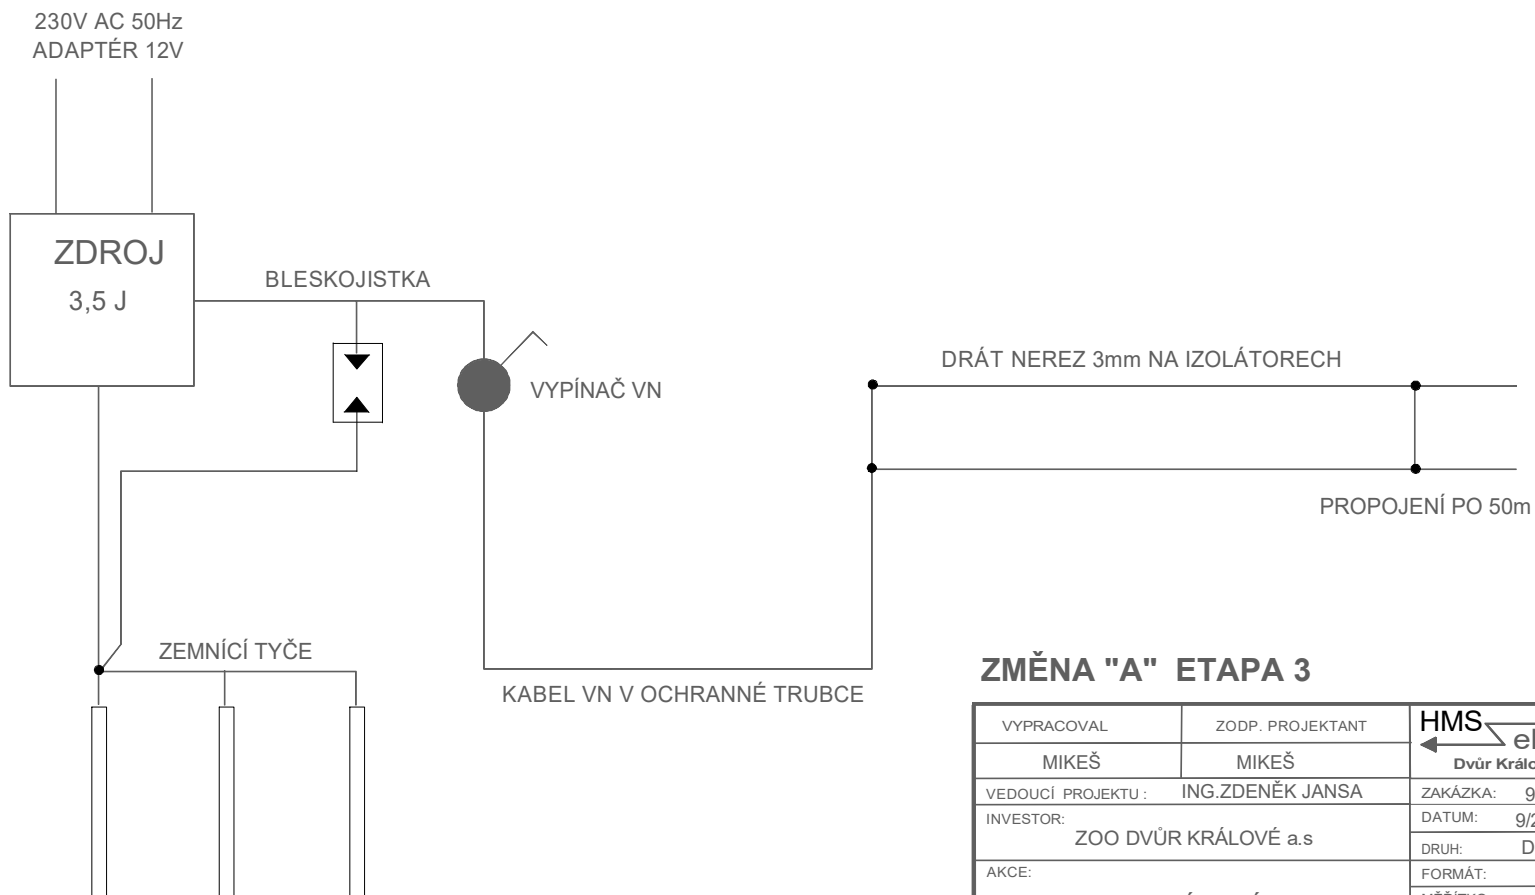 230V AC 50Hz
ADAPTÉR 12V
ZDROJ
3,5 J
BLESKOJISTKA
VYPÍNAČ VN
DRÁT NEREZ 3mm NA IZOLÁTORECH
PROPOJENÍ PO 50m
ZEMNÍCÍ TYČE
KABEL VN V OCHRANNÉ TRUBCE
ZMĚNA "A" ETAPA 3
VYPRACOVAL
ZODP. PROJEKTANT
HMS
MIKEŠ
MIKEŠ
Dvůr
VEDOUCÍ PROJEKTU :
ING.ZDENĚK JANSA
ZAKÁZKA:
INVESTOR:
ZOO DVŮR KRÁLOVÉ a.s
DATUM:
DRUH:
AKCE:
FORMÁT: